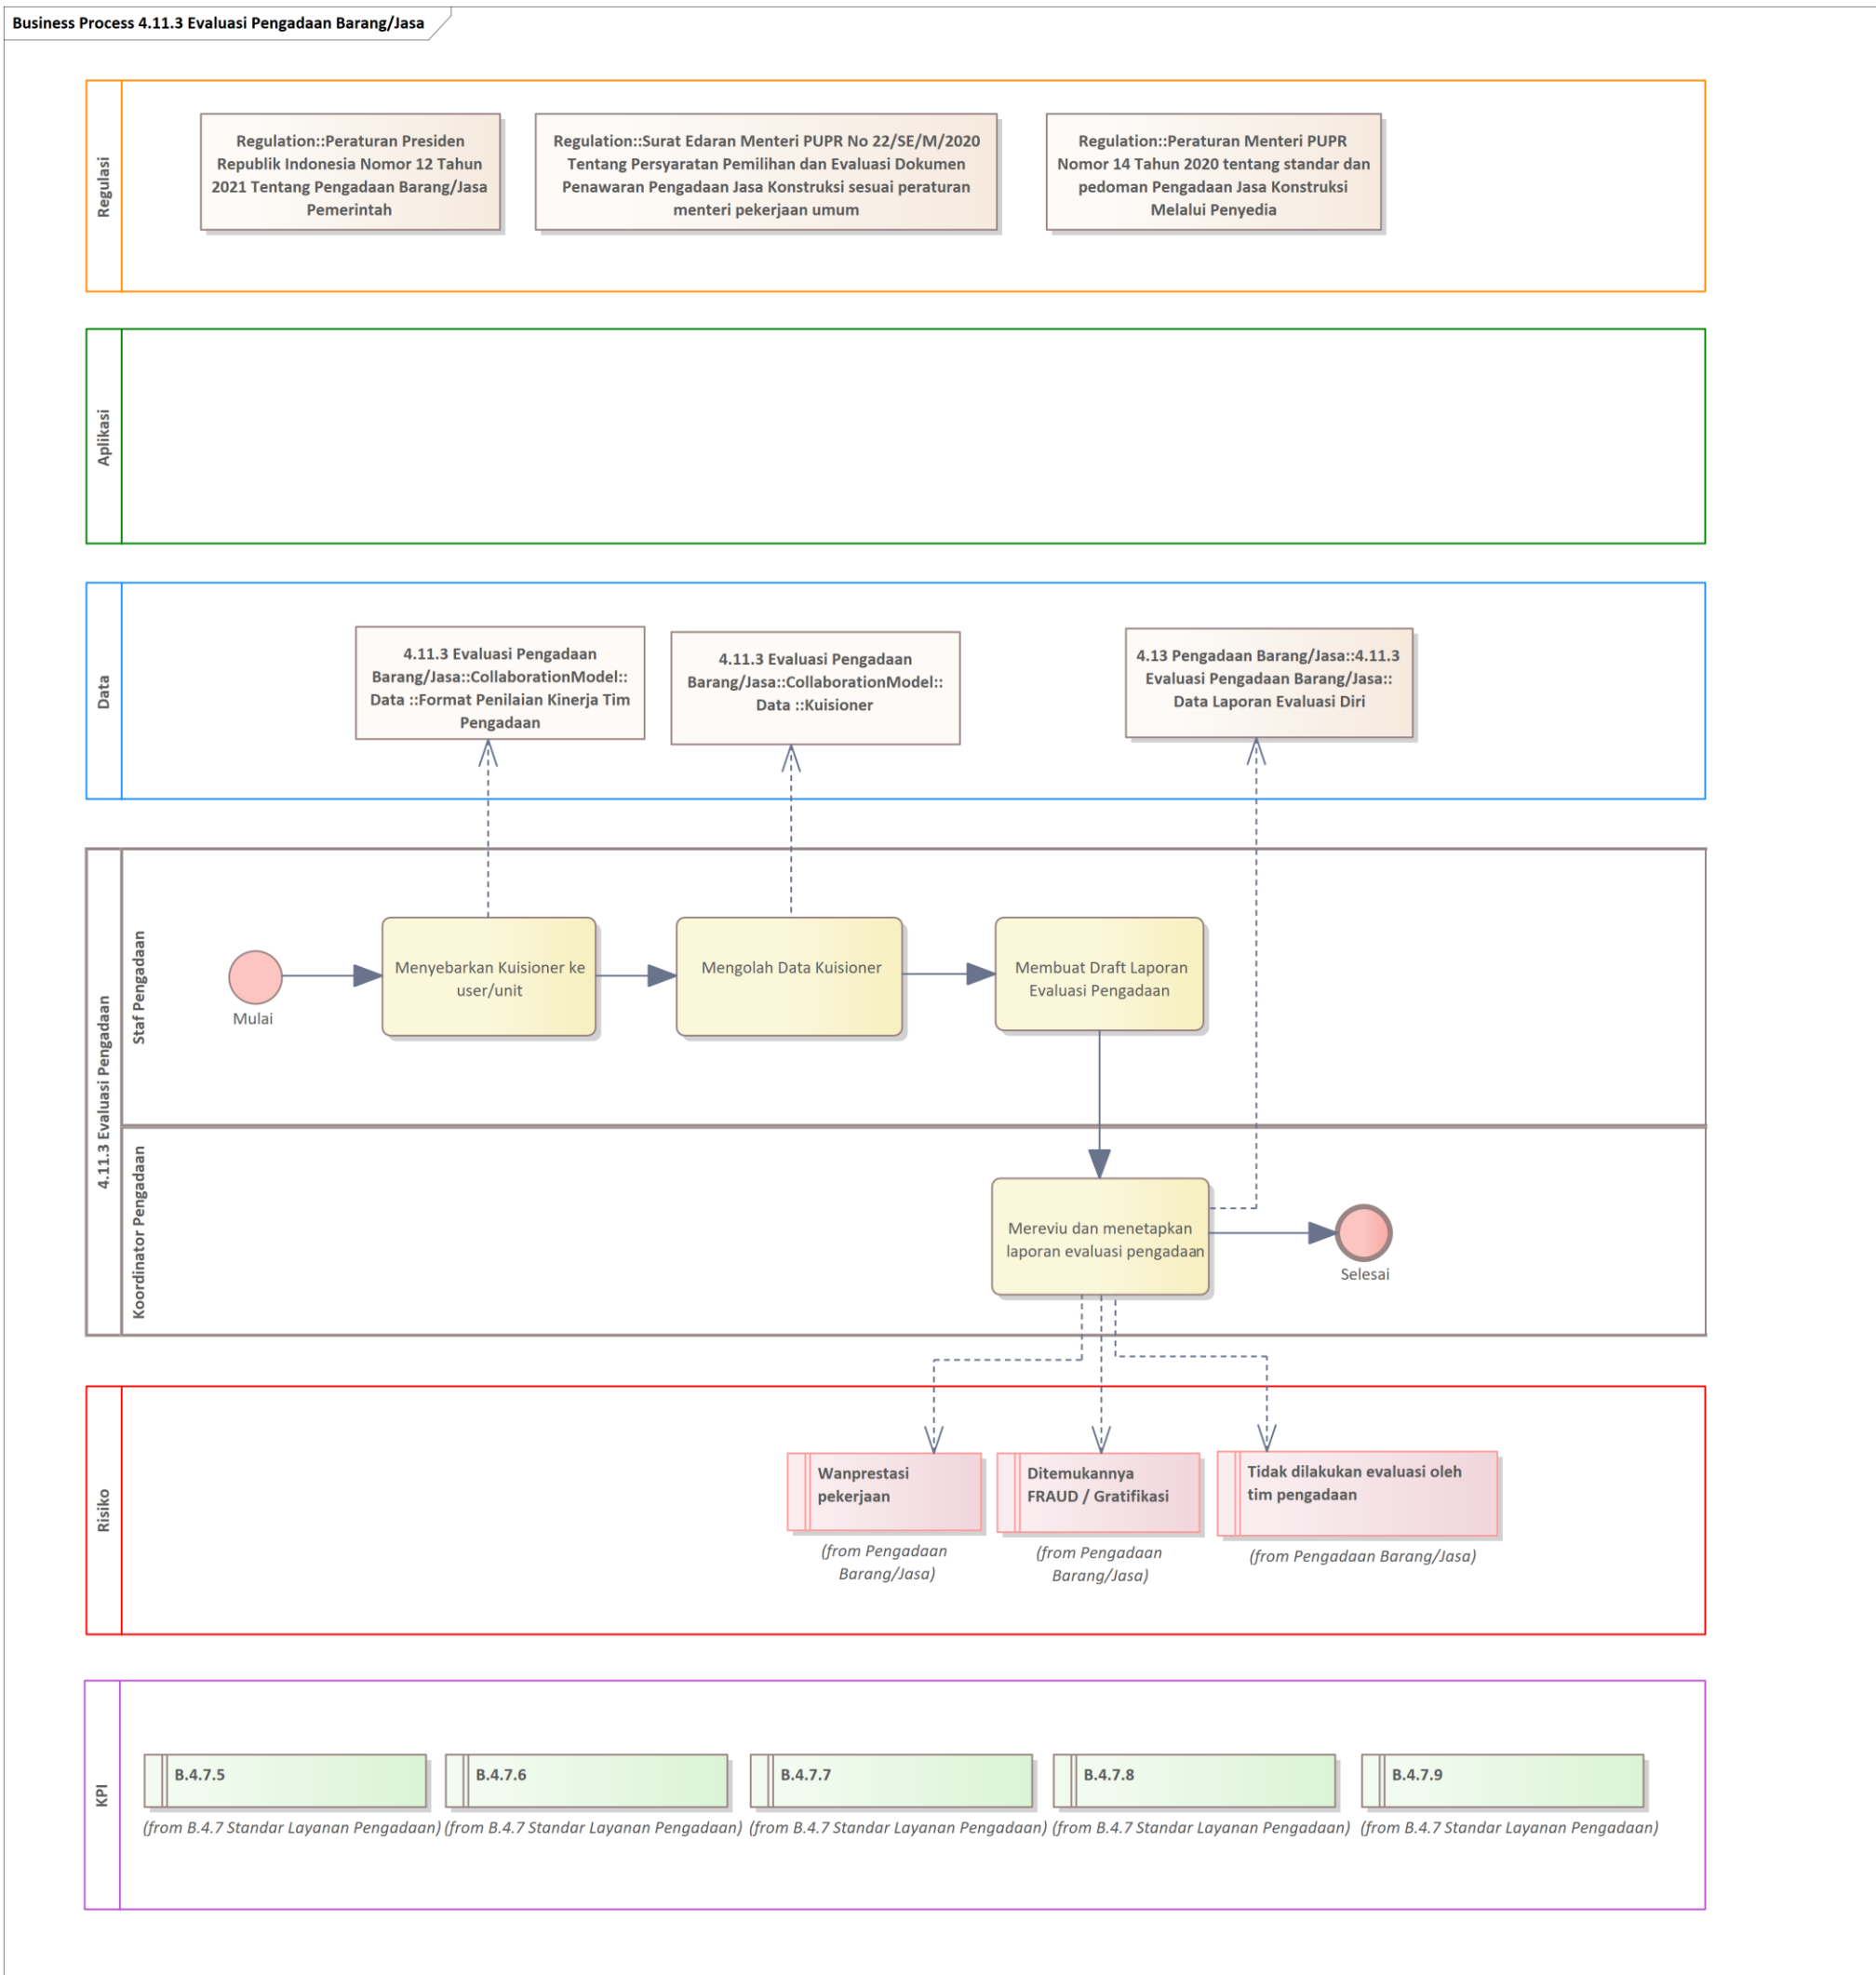 Business Process 4.11.3 Evaluasi Pengadaan Barang/Jasa
Regulasi
Regulation::Peraturan Presiden
Republik Indonesia Nomor 12 Tahun
2021 Tentang Pengadaan Barang/Jasa
Pemerintah
Regulation::Surat Edaran Menteri PUPR No 22/SE/M/2020
Tentang Persyaratan Pemilihan dan Evaluasi Dokumen
Penawaran Pengadaan Jasa Konstruksi sesuai peraturan
menteri pekerjaan umum
Regulation::Peraturan Menteri PUPR
Nomor 14 Tahun 2020 tentang standar dan
pedoman Pengadaan Jasa Konstruksi
Melalui Penyedia
Aplikasi
Data
4.11.3 Evaluasi Pengadaan
Barang/Jasa::CollaborationModel::
Data ::Format Penilaian Kinerja Tim
Pengadaan
4.11.3 Evaluasi Pengadaan
Barang/Jasa::CollaborationModel::
Data ::Kuisioner
4.13 Pengadaan Barang/Jasa::4.11.3
Evaluasi Pengadaan Barang/Jasa::
Data Laporan Evaluasi Diri
4.11.3 Evaluasi Pengadaan
Staf Pengadaan
Mulai
Menyebarkan Kuisioner ke
user/unit
Mengolah Data Kuisioner
Membuat Draft Laporan
Evaluasi Pengadaan
Koordinator Pengadaan
Mereviu dan menetapkan
laporan evaluasi pengadaan
Selesai
Risiko
Wanprestasi
pekerjaan
(from Pengadaan
Barang/Jasa)
Ditemukannya
FRAUD / Gratifikasi
(from Pengadaan
Barang/Jasa)
Tidak dilakukan evaluasi oleh
tim pengadaan
(from Pengadaan Barang/Jasa)
KPI
B.4.7.5
(from B.4.7 Standar Layanan Pengadaan)
B.4.7.6
(from B.4.7 Standar Layanan Pengadaan)
B.4.7.7
(from B.4.7 Standar Layanan Pengadaan)
B.4.7.8
(from B.4.7 Standar Layanan Pengadaan)
B.4.7.9
(from B.4.7 Standar Layanan Pengadaan)